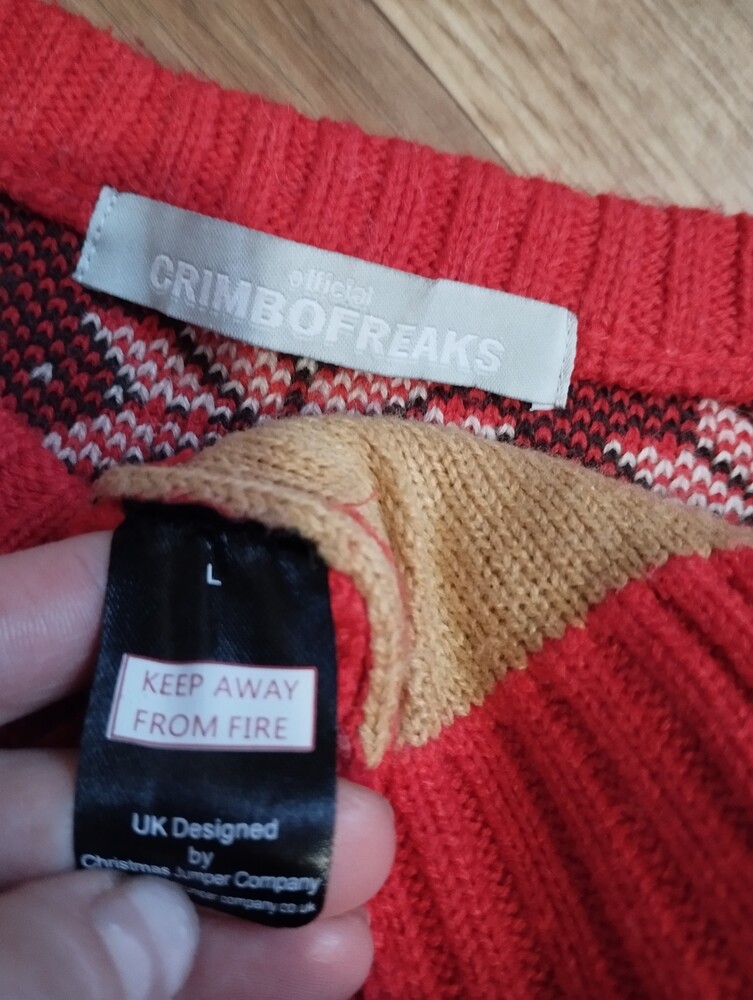 official
CRIMBOFREAKS
L
KEEP AWAY
FROM FIRE
UK Designed
by
Christmas Jumper Company